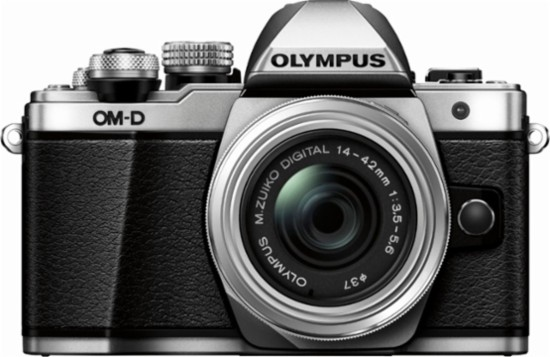 OLYMPUS
OM-D
OLYMPUS M.ZUIKO DIGITAL 14-42mm 1:3.5-5.6 ø37